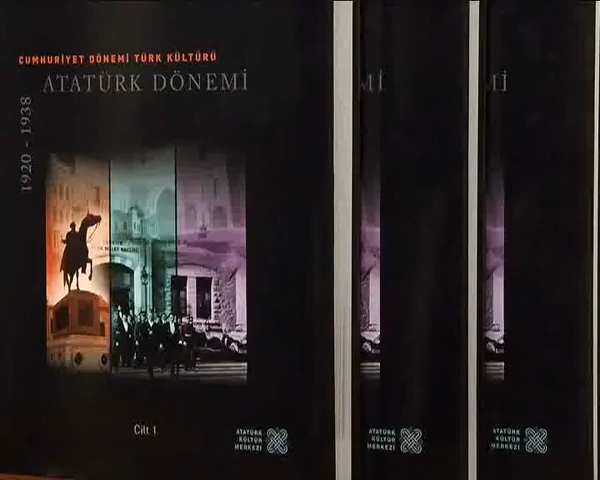 CUMHURİYET DÖNEMİ TÜRK KÜLTÜRÜ
ATATÜRK DÖNEMİ
1920 - 1938
Cilt 1
ATATÜRK
KÜLTÜR
MERKEZİ
Mİ
ATATÜRK
KÜLTÜR
MERKEZİ
Mİ
ATATÜRK
KÜLTÜR
MERKEZİ